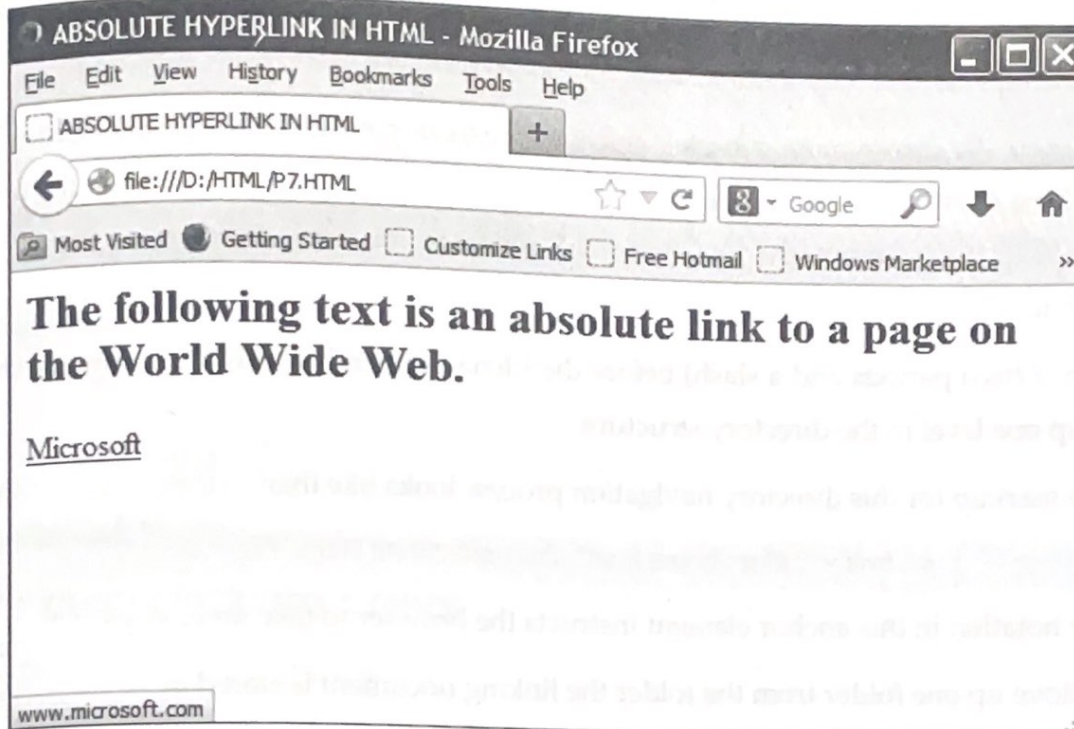 ABSOLUTE HYPERLINK IN HTML - Mozilla Firefox
File Edit View History Bookmarks Tools Help
ABSOLUTE HYPERLINK IN HTML +
file:///D:/HTML/P7.HTML 8 Google
Most Visited Getting Started Customize Links Free Hotmail Windows Marketplace »
The following text is an absolute link to a page on
the World Wide Web.
Microsoft
www.microsoft.com